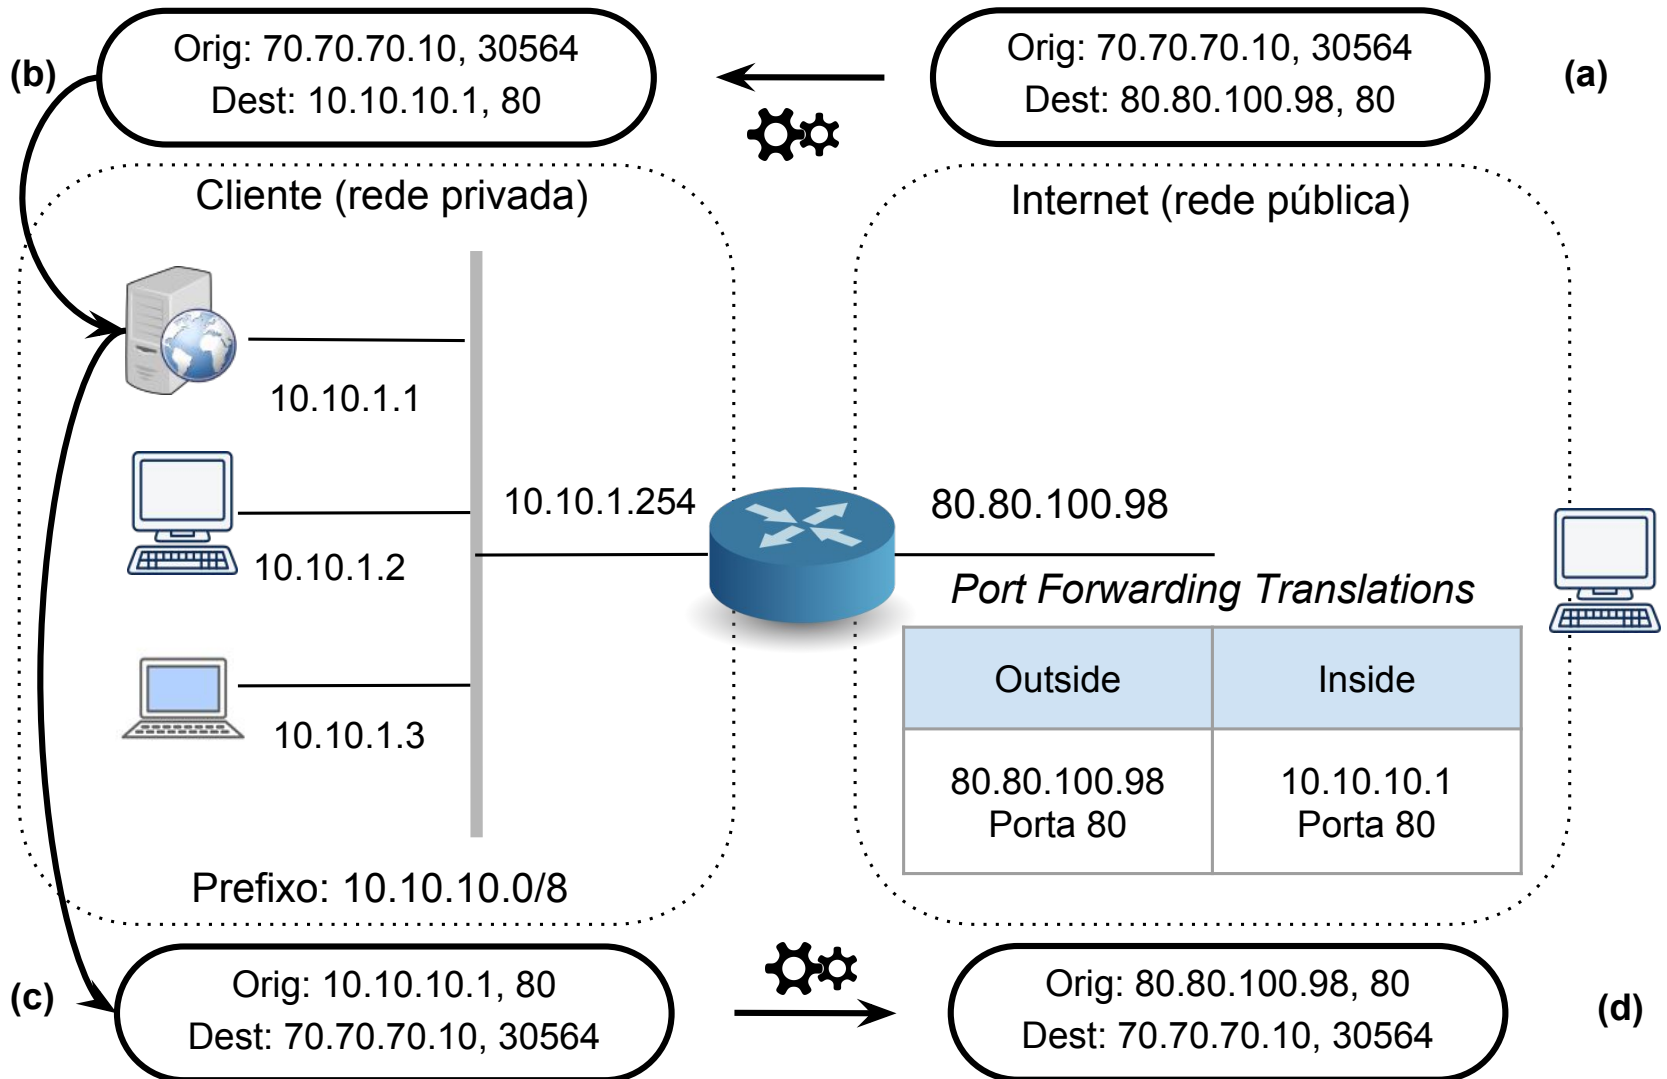 (b)
Orig: 70.70.70.10, 30564
Dest: 10.10.10.1, 80
Orig: 70.70.70.10, 30564
Dest: 80.80.100.98, 80
(a)
Cliente (rede privada)
Internet (rede pública)
10.10.1.1
10.10.1.254
80.80.100.98
10.10.1.2
Port Forwarding Translations
Outside
Inside
10.10.1.3
80.80.100.98
Porta 80
10.10.10.1
Porta 80
Prefixo: 10.10.10.0/8
(c)
Orig: 10.10.10.1, 80
Dest: 70.70.70.10, 30564
Orig: 80.80.100.98, 80
Dest: 70.70.70.10, 30564
(d)